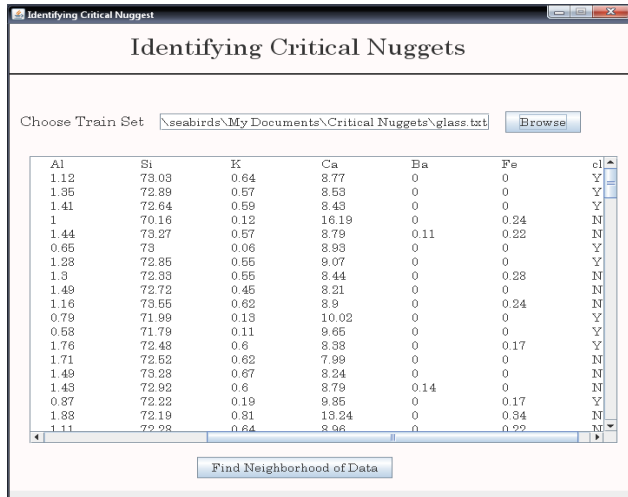 Identifying Critical Nuggest
Identifying Critical Nuggets
Choose Train Set \seabirds\My Documents\Critical Nuggets\glass.txt Browse
Al Si K Ca Ba Fe cl
1.12 73.03 0.64 8.77 0 0 Y
1.35 72.89 0.57 8.53 0 0 Y
1.41 72.64 0.59 8.43 0 0 Y
1 70.16 0.12 16.19 0 0.24 N
1.44 73.27 0.57 8.79 0.11 0.22 N
0.65 73 0.06 8.93 0 0 Y
1.28 72.85 0.55 9.07 0 0 Y
1.3 72.33 0.55 8.44 0 0.28 N
1.49 72.72 0.45 8.21 0 0 N
1.16 73.55 0.62 8.9 0 0.24 N
0.79 71.99 0.13 10.02 0 0 Y
0.58 71.79 0.11 9.65 0 0 Y
1.76 72.48 0.6 8.38 0 0.17 Y
1.71 72.52 0.62 7.99 0 0 N
1.49 73.28 0.67 8.24 0 0 N
1.43 72.92 0.6 8.79 0.14 0 N
0.87 72.22 0.19 9.85 0 0.17 Y
1.88 72.19 0.81 13.24 0 0.34 N
1.11 72.28 0.64 8.96 0 0.22 N
Find Neighborhood of Data